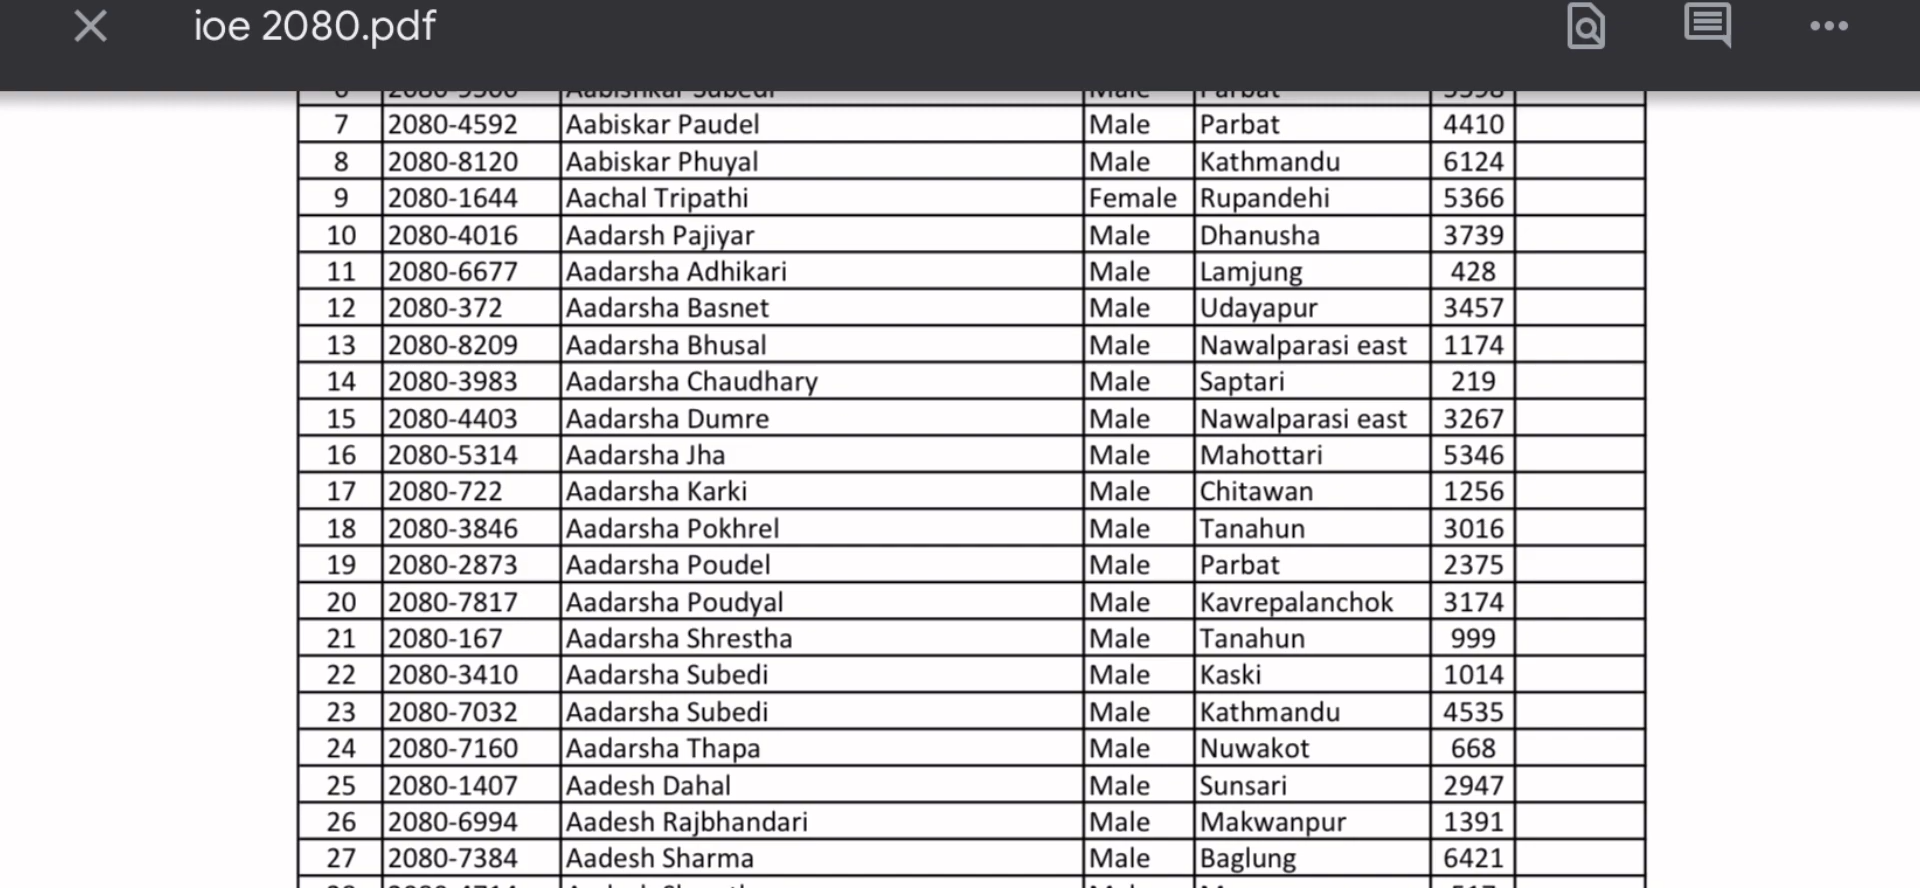 ioe 2080.pdf
7 2080-4592 Aabiskar Paudel Male Parbat 4410
8 2080-8120 Aabiskar Phuyal Male Kathmandu 6124
9 2080-1644 Aachal Tripathi Female Rupandehi 5366
10 2080-4016 Aadarsh Pajiyar Male Dhanusha 3739
11 2080-6677 Aadarsha Adhikari Male Lamjung 428
12 2080-372 Aadarsha Basnet Male Udayapur 3457
13 2080-8209 Aadarsha Bhusal Male Nawalparasi east 1174
14 2080-3983 Aadarsha Chaudhary Male Saptari 219
15 2080-4403 Aadarsha Dumre Male Nawalparasi east 3267
16 2080-5314 Aadarsha Jha Male Mahottari 5346
17 2080-722 Aadarsha Karki Male Chitawan 1256
18 2080-3846 Aadarsha Pokhrel Male Tanahun 3016
19 2080-2873 Aadarsha Poudel Male Parbat 2375
20 2080-7817 Aadarsha Poudyal Male Kavrepalanchok 3174
21 2080-167 Aadarsha Shrestha Male Tanahun 999
22 2080-3410 Aadarsha Subedi Male Kaski 1014
23 2080-7032 Aadarsha Subedi Male Kathmandu 4535
24 2080-7160 Aadarsha Thapa Male Nuwakot 668
25 2080-1407 Aadesh Dahal Male Sunsari 2947
26 2080-6994 Aadesh Rajbhandari Male Makwanpur 1391
27 2080-7384 Aadesh Sharma Male Baglung 6421